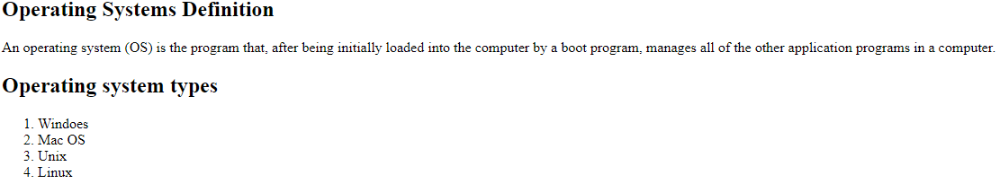 Operating Systems Definition
An operating system (OS) is the program that, after being initially loaded into the computer by a boot program, manages all of the other application programs in a computer.
Operating system types
1. Windoes
2. Mac OS
3. Unix
4. Linux